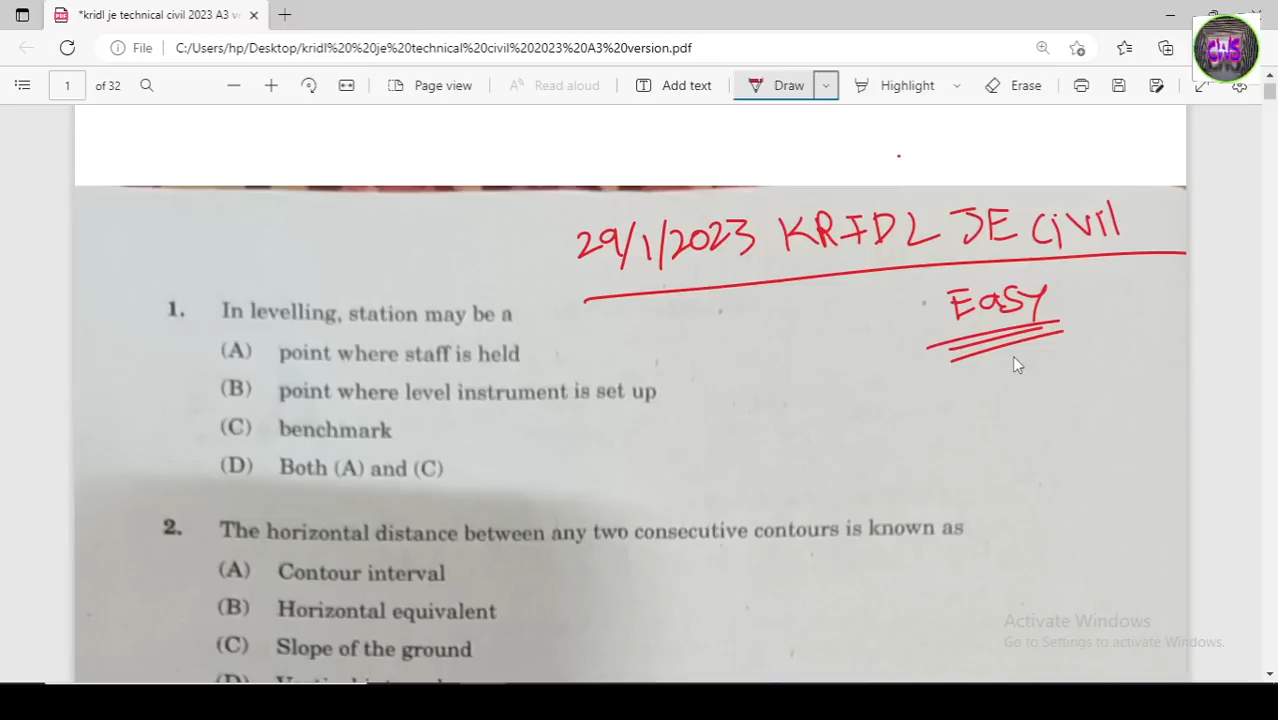 *kridl je technical civil 2023 A3 ve
File C:/Users/hp/Desktop/kridl%20%20je%20technical%20civil%202023%20A3%20version.pdf
CWS
1 of 32 Page view Read aloud Add text Draw Highlight Erase
29/1/2023 KRIDL JE Civil
EaSY
1. In levelling, station may be a
(A) point where staff is held
(B) point where level instrument is set up
(C) benchmark
(D) Both (A) and (C)
2. The horizontal distance between any two consecutive contours is known as
(A) Contour interval
(B) Horizontal equivalent
(C) Slope of the ground
Activate Windows
Go to Settings to activate Windows.